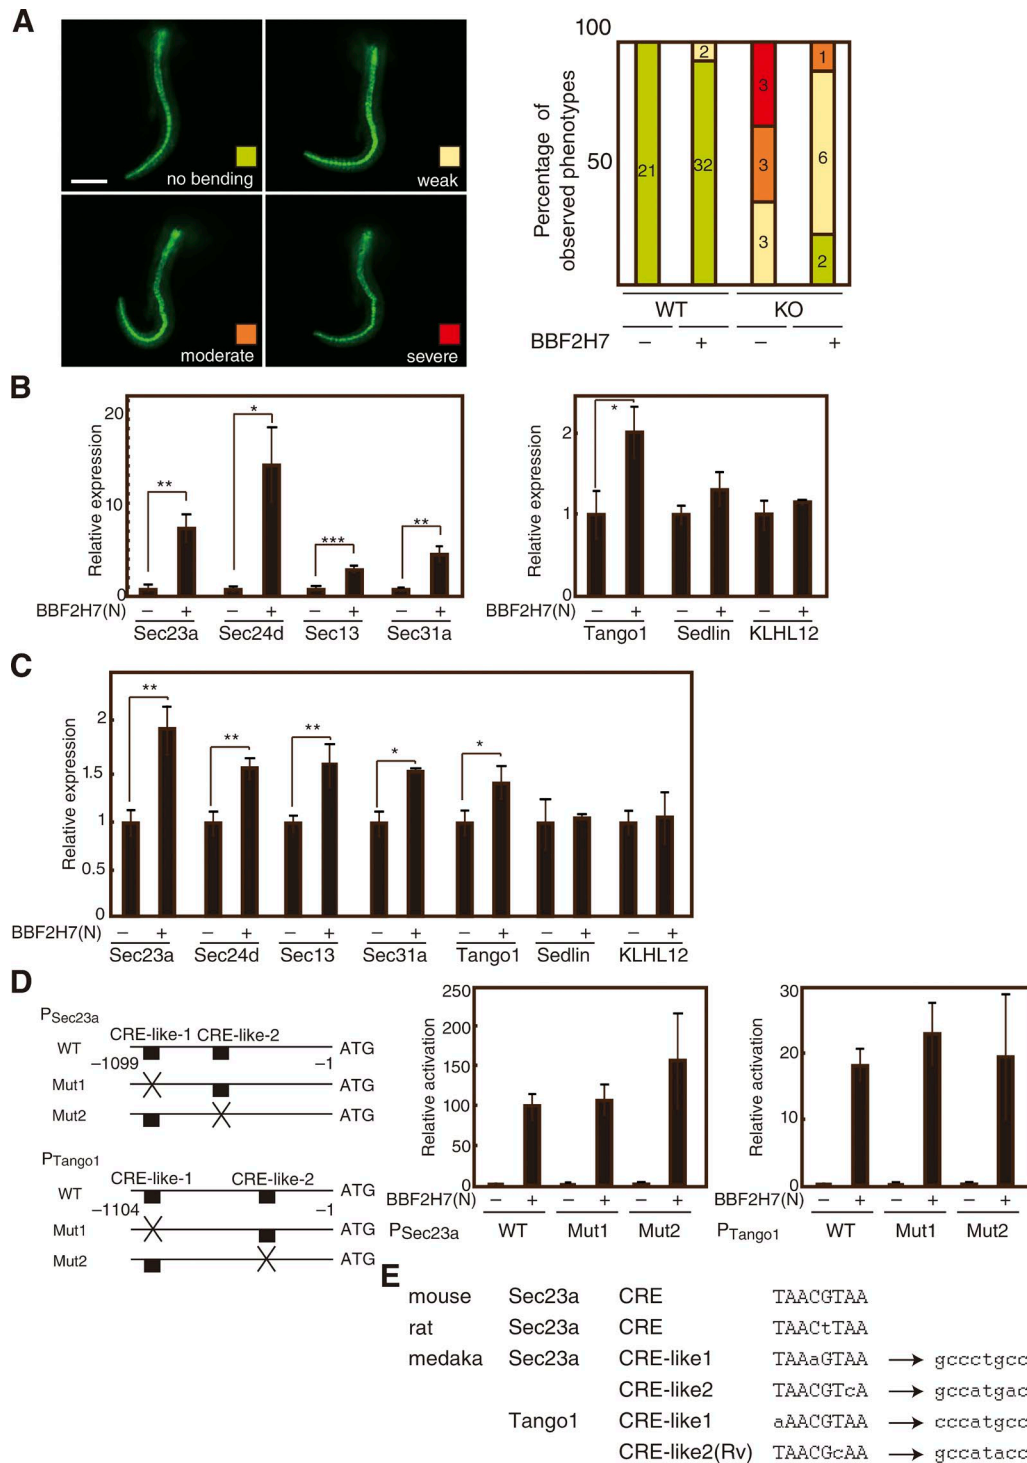 A
no bending
weak
moderate
severe
Percentage of
observed phenotypes
100
50
21
2
32
3
3
3
1
6
2
WT
KO
BBF2H7
–
+
–
+
B
Relative expression
20
10
0
**
*
***
**
BBF2H7(N)
–
+
–
+
–
+
–
+
Sec23a
Sec24d
Sec13
Sec31a
Relative expression
2
1
*
–
+
–
+
–
+
Tango1
Sedlin
KLHL12
C
Relative expression
2
1.5
1
0.5
0
**
**
**
*
*
BBF2H7(N)
–
+
–
+
–
+
–
+
–
+
–
+
–
+
Sec23a
Sec24d
Sec13
Sec31a
Tango1
Sedlin
KLHL12
D
PSec23a
CRE-like-1
CRE-like-2
WT
ATG
–1099
–1
Mut1
ATG
Mut2
ATG
PTango1
CRE-like-1
CRE-like-2
WT
ATG
–1104
–1
Mut1
ATG
Mut2
ATG
Relative activation
250
200
150
100
50
0
BBF2H7(N)
–
+
–
+
–
+
PSec23a
WT
Mut1
Mut2
Relative activation
30
20
10
0
BBF2H7(N)
–
+
–
+
–
+
PTango1
WT
Mut1
Mut2
E
mouse Sec23a CRE TAACGTAA
rat Sec23a CRE TAACtTAA
medaka Sec23a CRE-like1 TAAaGTAA → gccctgcc
CRE-like2 TAACGTcA → gccatgac
Tango1 CRE-like1 aAACGTAA → cccatgcc
CRE-like2(Rv) TAACGcAA → gccatacc